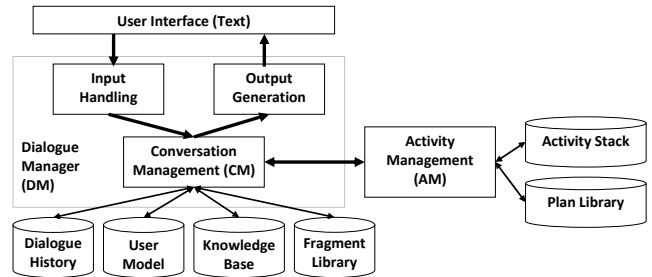 User Interface (Text)
Input
Handling
Output
Generation
Dialogue
Manager
(DM)
Conversation
Management (CM)
Activity
Management
(AM)
Activity Stack
Plan Library
Dialogue
History
User
Model
Knowledge
Base
Fragment
Library